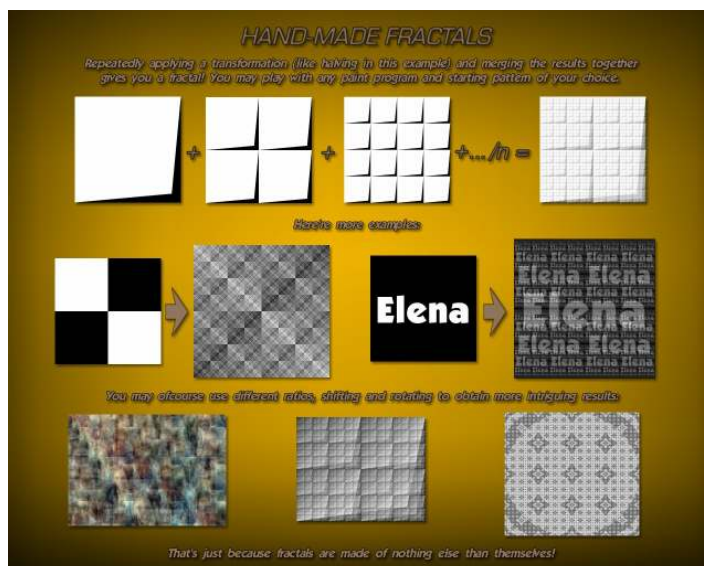 HAND-MADE FRACTALS
Repeatedly applying a transformation (like halving in this example) and merging the results together
gives you a fractal! You may play with any paint program and starting pattern of your choice.
+ + +.../n =
Here're more examples:
Elena
Elena
You may ofcourse use different ratios, shifting and rotating to obtain more intriguing results:
That's just because fractals are made of nothing else than themselves!